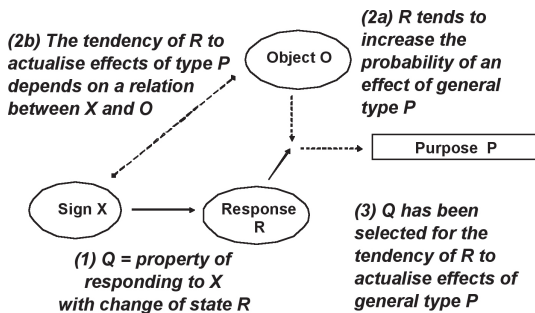 (2b) The tendency of R to
actualise effects of type P
depends on a relation
between X and O
Object O
(2a) R tends to
increase the
probability of an
effect of general
type P
Purpose P
Sign X
Response
R
(1) Q = property of
responding to X
with change of state R
(3) Q has been
selected for the
tendency of R to
actualise effects of
general type P